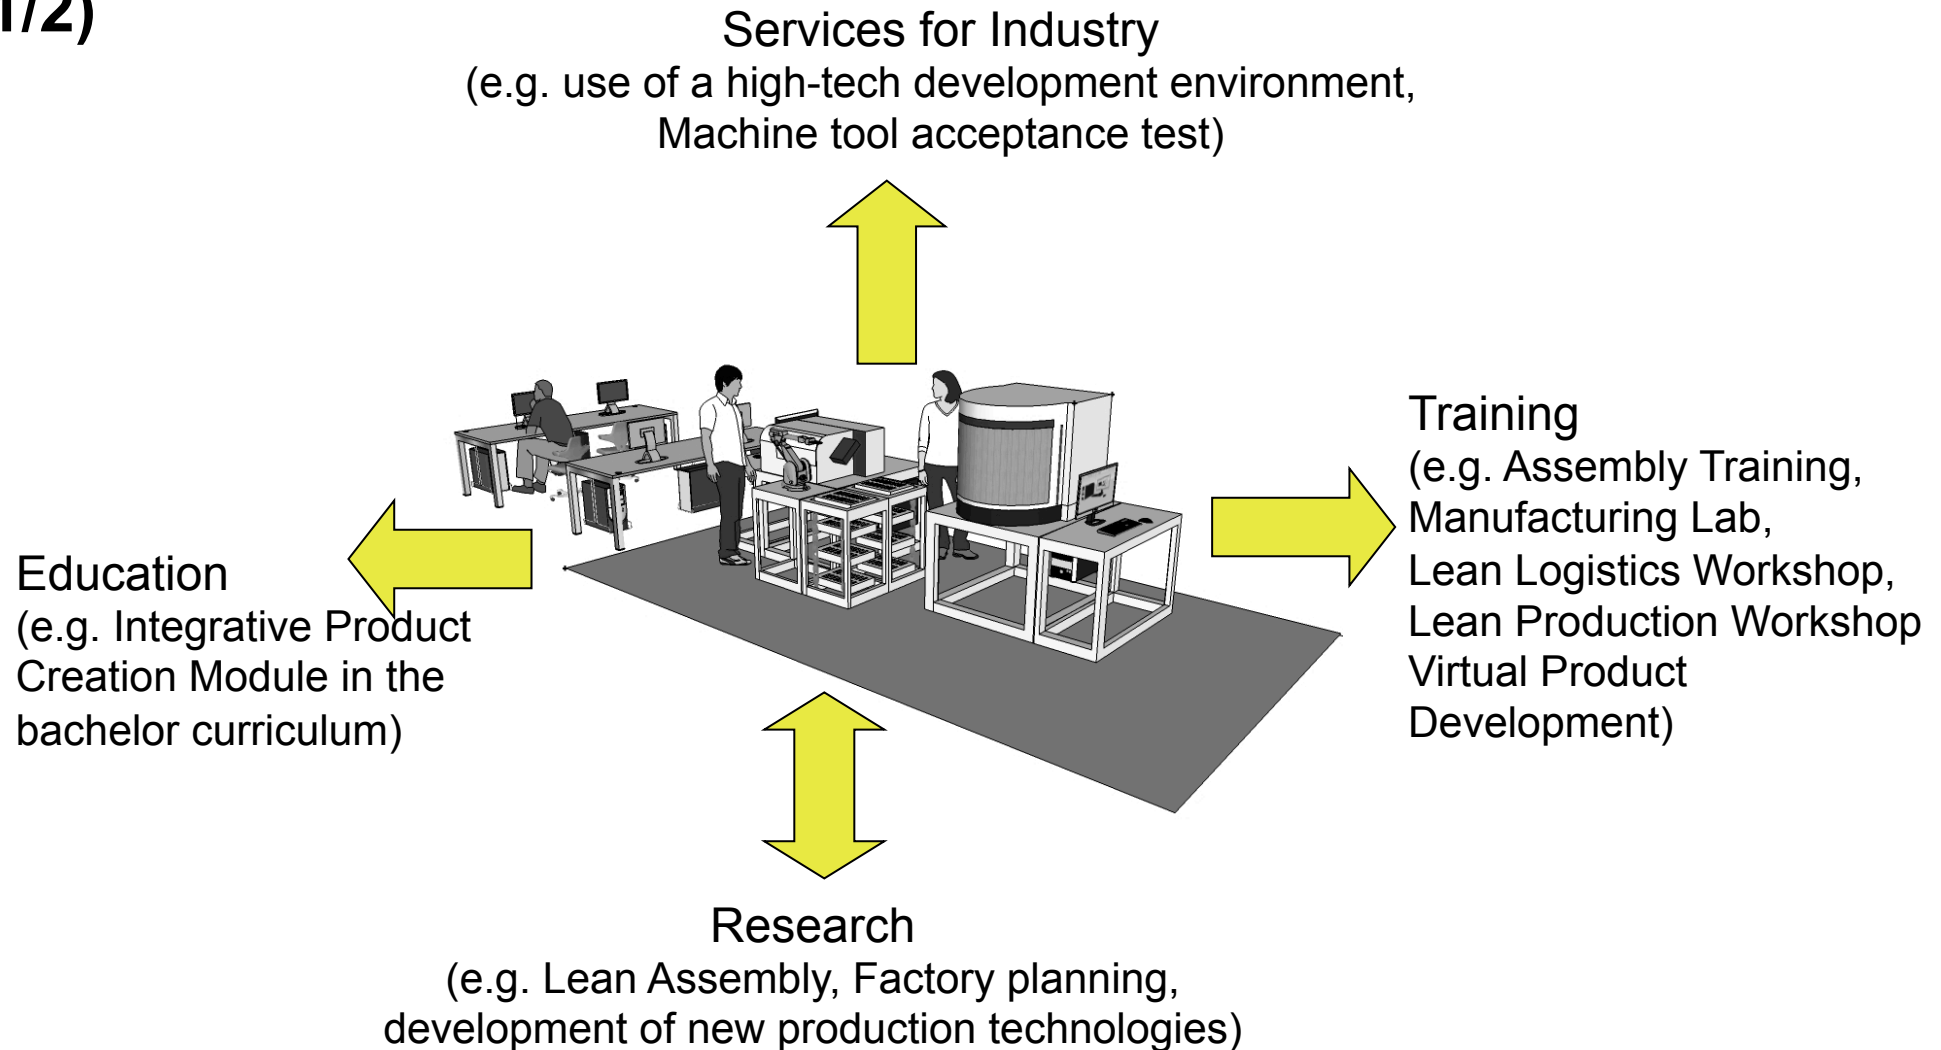 1/2)
Services for Industry
(e.g. use of a high-tech development environment,
Machine tool acceptance test)
Training
(e.g. Assembly Training,
Manufacturing Lab,
Lean Logistics Workshop,
Lean Production Workshop
Virtual Product
Development)
Education
(e.g. Integrative Product
Creation Module in the
bachelor curriculum)
Research
(e.g. Lean Assembly, Factory planning,
development of new production technologies)